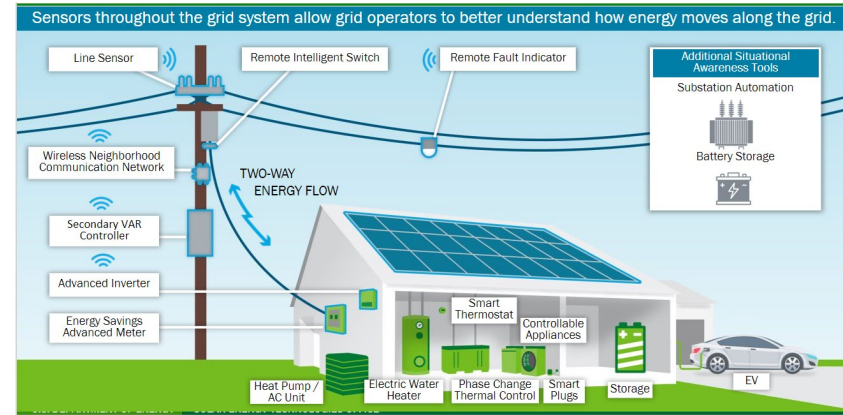 Sensors throughout the grid system allow grid operators to better understand how energy moves along the grid.
Line Sensor
Remote Intelligent Switch
Remote Fault Indicator
Additional Situational
Awareness Tools
Substation Automation
Battery Storage
Wireless Neighborhood
Communication Network
TWO-WAY
ENERGY FLOW
Secondary VAR
Controller
Advanced Inverter
Energy Savings
Advanced Meter
Smart
Thermostat
Controllable
Appliances
Heat Pump /
AC Unit
Electric Water
Heater
Phase Change
Thermal Control
Smart
Plugs
Storage
EV